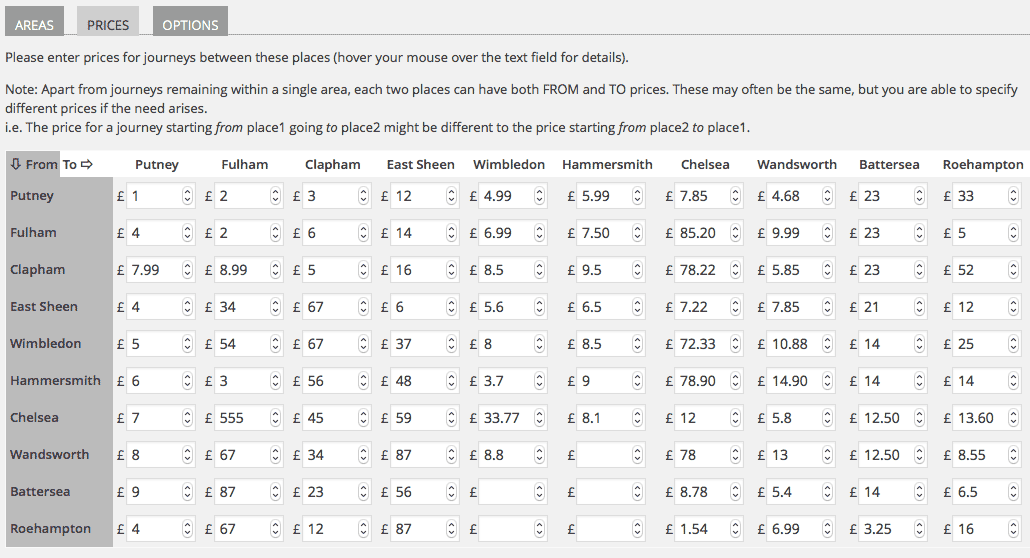 AREAS PRICES OPTIONS
Please enter prices for journeys between these places (hover your mouse over the text field for details).
Note: Apart from journeys remaining within a single area, each two places can have both FROM and TO prices. These may often be the same, but you are able to specify
different prices if the need arises.
i.e. The price for a journey starting from place1 going to place2 might be different to the price starting from place2 to place1.
⇩ From To ⇨ Putney Fulham Clapham East Sheen Wimbledon Hammersmith Chelsea Wandsworth Battersea Roehampton
Putney £ 1 £ 2 £ 3 £ 12 £ 4.99 £ 5.99 £ 7.85 £ 4.68 £ 23 £ 33
Fulham £ 4 £ 2 £ 6 £ 14 £ 6.99 £ 7.50 £ 85.20 £ 9.99 £ 23 £ 5
Clapham £ 7.99 £ 8.99 £ 5 £ 16 £ 8.5 £ 9.5 £ 78.22 £ 5.85 £ 23 £ 52
East Sheen £ 4 £ 34 £ 67 £ 6 £ 5.6 £ 6.5 £ 7.22 £ 7.85 £ 21 £ 12
Wimbledon £ 5 £ 54 £ 67 £ 37 £ 8 £ 8.5 £ 72.33 £ 10.88 £ 14 £ 25
Hammersmith £ 6 £ 3 £ 56 £ 48 £ 3.7 £ 9 £ 78.90 £ 14.90 £ 14 £ 14
Chelsea £ 7 £ 555 £ 45 £ 59 £ 33.77 £ 8.1 £ 12 £ 5.8 £ 12.50 £ 13.60
Wandsworth £ 8 £ 67 £ 34 £ 87 £ 8.8 £ £ 78 £ 13 £ 12.50 £ 8.55
Battersea £ 9 £ 87 £ 23 £ 56 £ £ £ 8.78 £ 5.4 £ 14 £ 6.5
Roehampton £ 4 £ 67 £ 12 £ 87 £ £ £ 1.54 £ 6.99 £ 3.25 £ 16